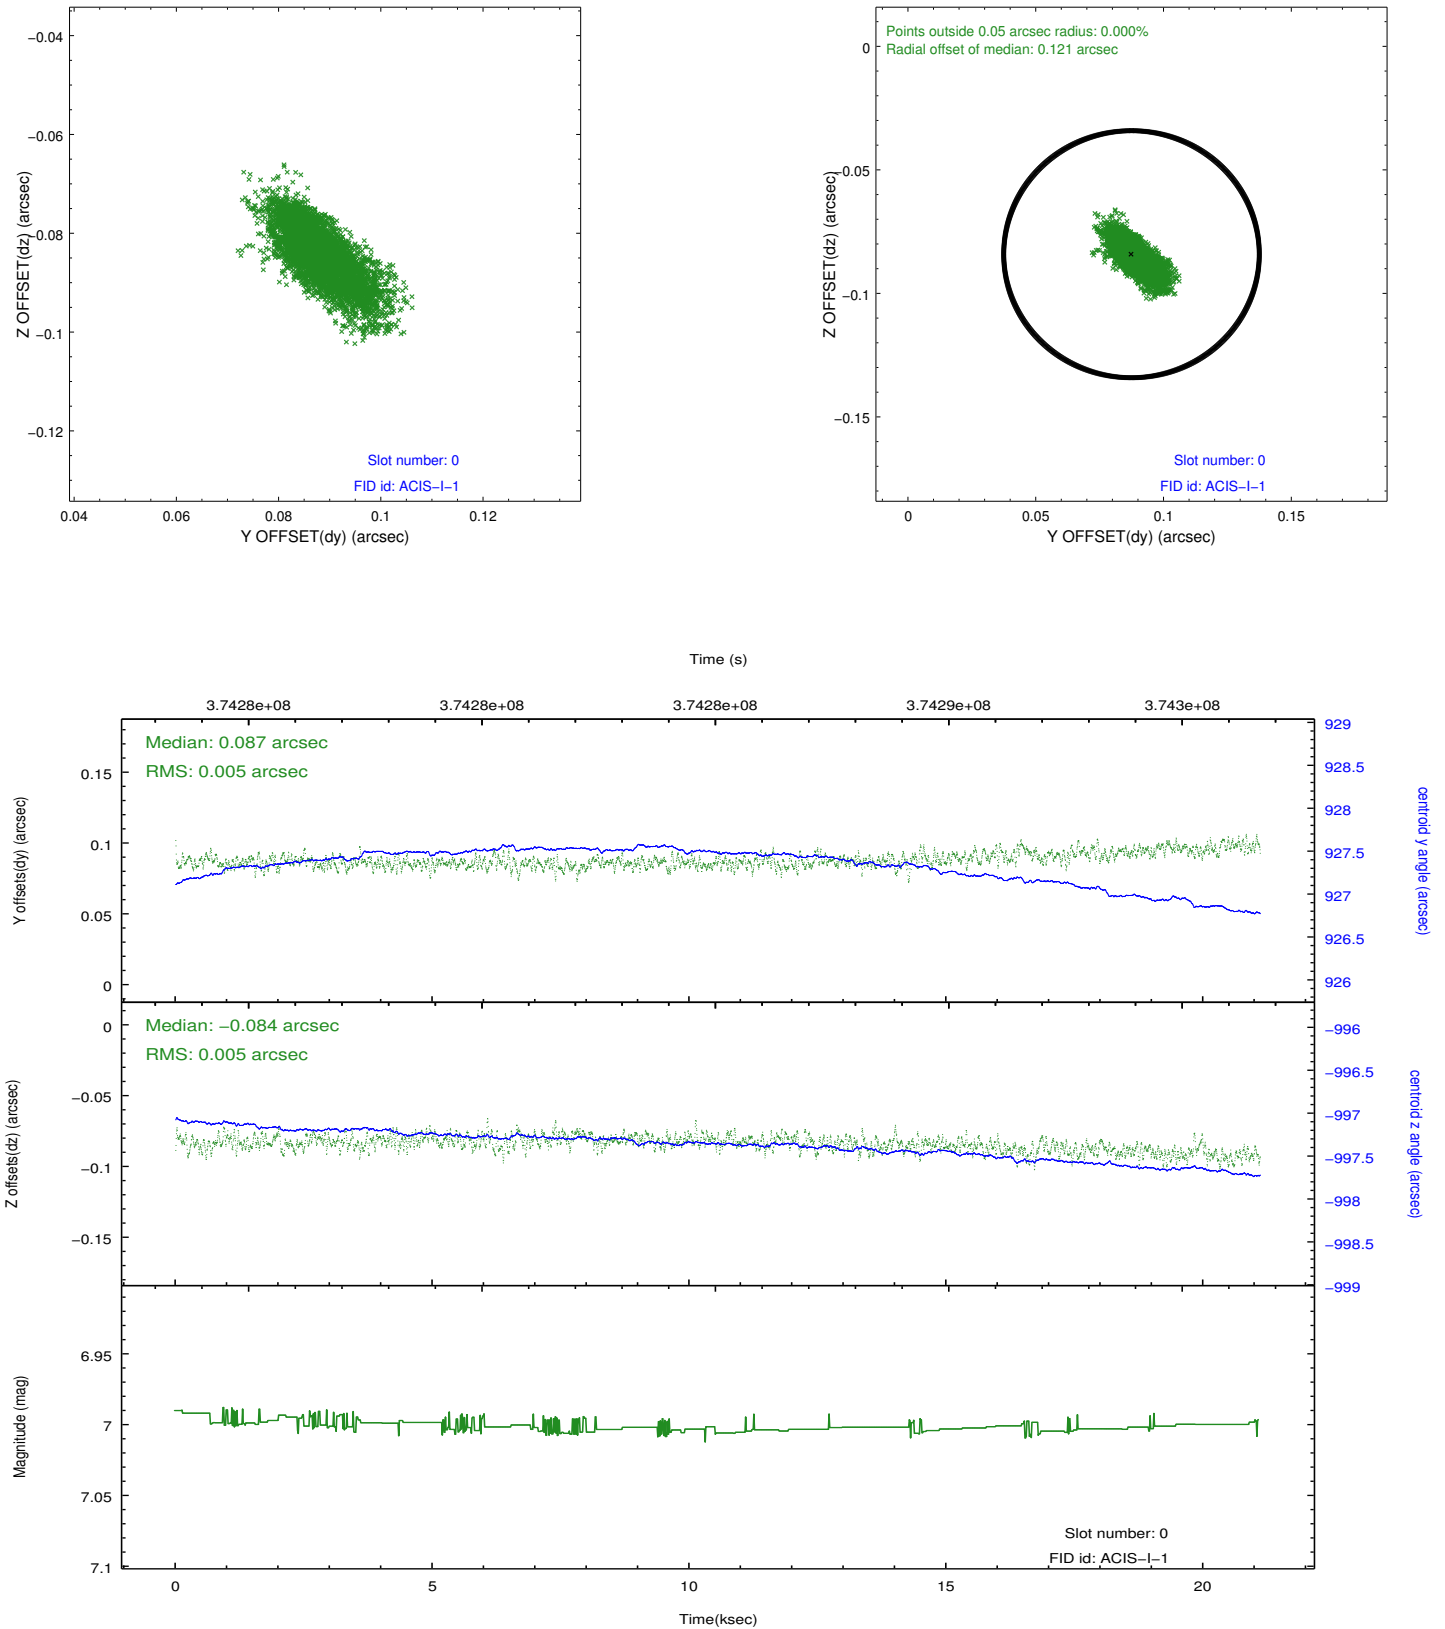 −0.04
−0.06
−0.08
−0.1
−0.12
Z OFFSET(dz) (arcsec)
Slot number: 0
FID id: ACIS−I−1
0.04 0.06 0.08 0.1 0.12
Y OFFSET(dy) (arcsec)
Points outside 0.05 arcsec radius: 0.000%
Radial offset of median: 0.121 arcsec
0
−0.05
−0.1
−0.15
Z OFFSET(dz) (arcsec)
Slot number: 0
FID id: ACIS−I−1
0 0.05 0.1 0.15
Y OFFSET(dy) (arcsec)
Time (s)
3.7428e+08 3.7428e+08 3.7428e+08 3.7429e+08 3.743e+08
Median: 0.087 arcsec
RMS: 0.005 arcsec
0.15
0.1
0.05
0
Y offsets(dy) (arcsec)
929
928.5
928
927.5
927
926.5
926
centroid y angle (arcsec)
Median: −0.084 arcsec
RMS: 0.005 arcsec
0
−0.05
−0.1
−0.15
Z offsets(dz) (arcsec)
−996
−996.5
−997
−997.5
−998
−998.5
−999
centroid z angle (arcsec)
6.95
7
7.05
7.1
Magnitude (mag)
Slot number: 0
FID id: ACIS−I−1
0 5 10 15 20
Time(ksec)